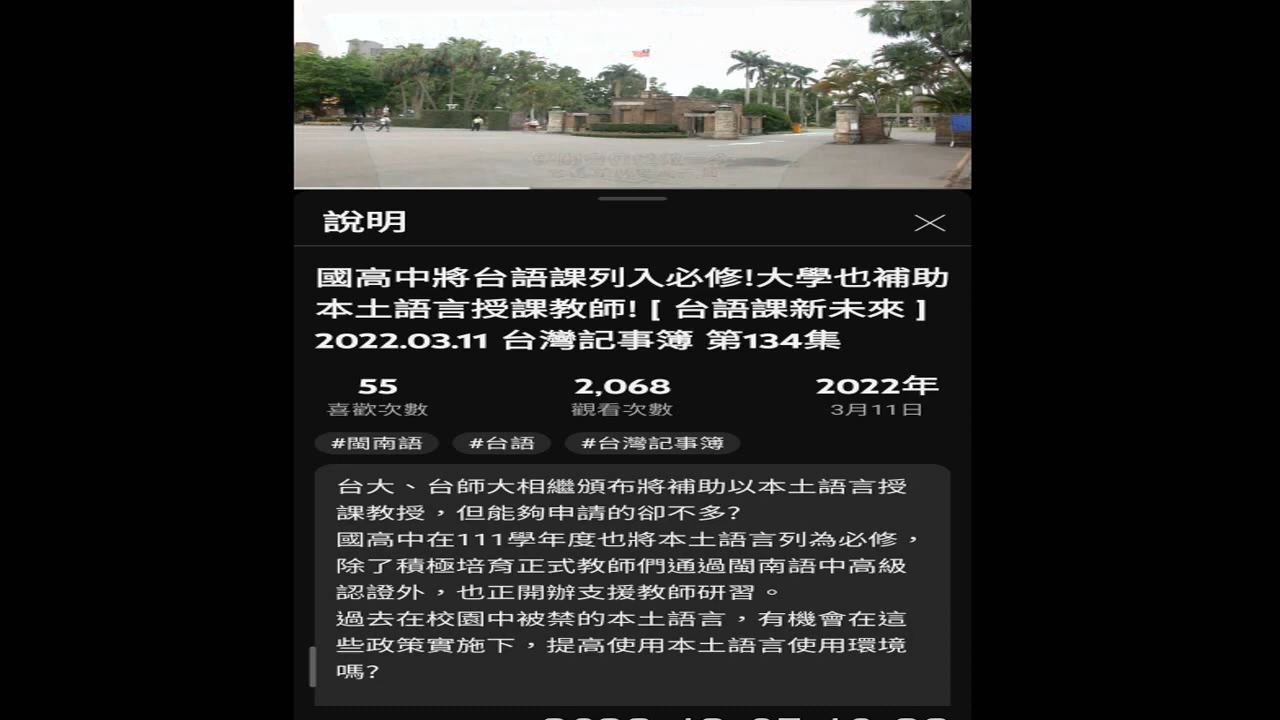 說明
國高中將台語課列入必修!大學也補助
本土語言授課教師! [ 台語課新未來 ]
2022.03.11 台灣記事簿 第134集
55
2,068
2022年
喜歡次數
觀看次數
3月11日
#閩南語
#台語
#台灣記事簿
台大、台師大相繼頒布將補助以本土語言授
課教授，但能夠申請的卻不多?
國高中在111學年度也將本土語言列為必修，
除了積極培育正式教師們通過閩南語中高級
認證外，也正開辦支援教師研習。
過去在校園中被禁的本土語言，有機會在這
些政策實施下，提高使用本土語言使用環境
嗎?